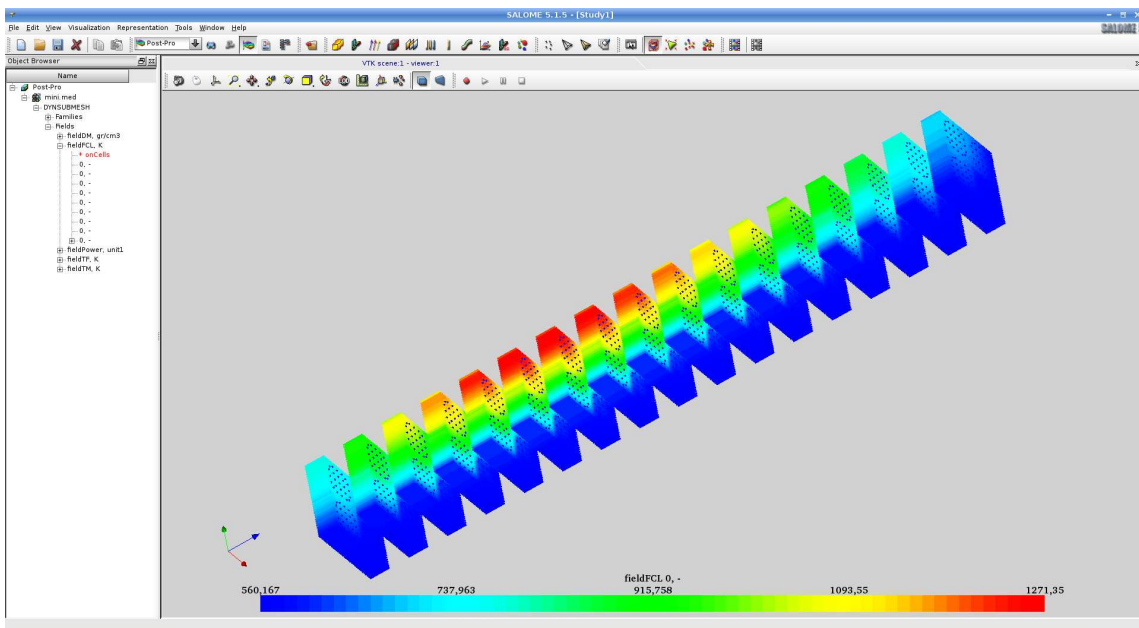 SALOME 5.1.5 - [Study1]
File Edit View Visualization Representation Tools Window Help
SALOME
Post-Pro
Object Browser
VTK scene:1 - viewer:1
Name
Post-Pro
mini.med
DYNSUBMESH
Families
Fields
fieldDM, gr/cm3
fieldFCL, K
onCells
0, -
0, -
0, -
0, -
0, -
0, -
0, -
0, -
0, -
fieldPower, unit1
fieldTF, K
fieldTM, K
fieldFCL 0, -
560,167 737,963 915,758 1093,55 1271,35